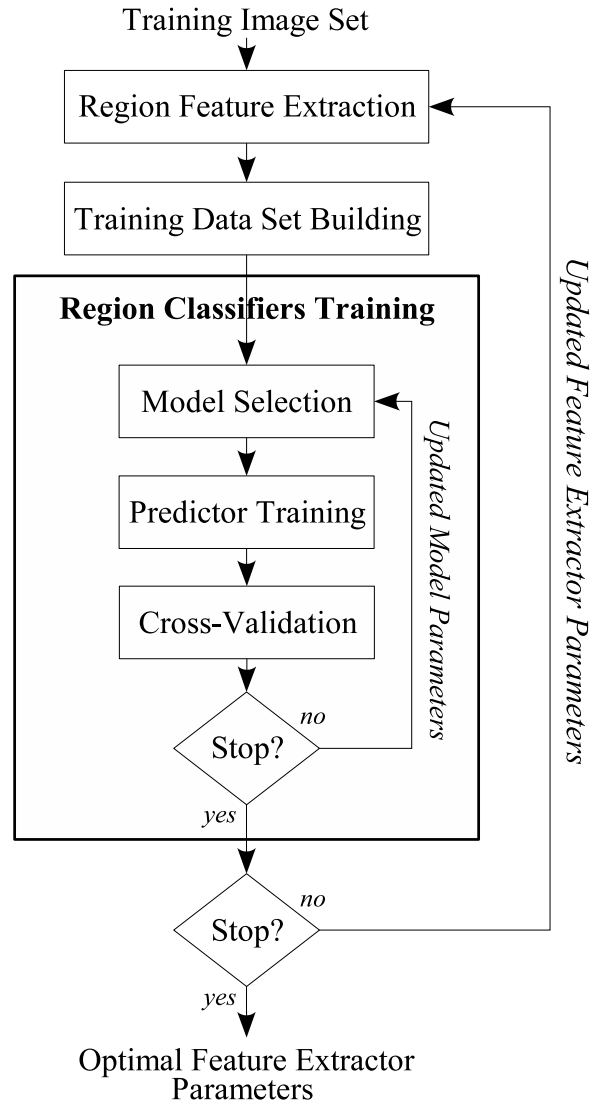 Training Image Set
Region Feature Extraction
Training Data Set Building
Region Classifiers Training
Model Selection
Predictor Training
Cross-Validation
Stop?
no
yes
Updated Model Parameters
Stop?
no
yes
Updated Feature Extractor Parameters
Optimal Feature Extractor
Parameters